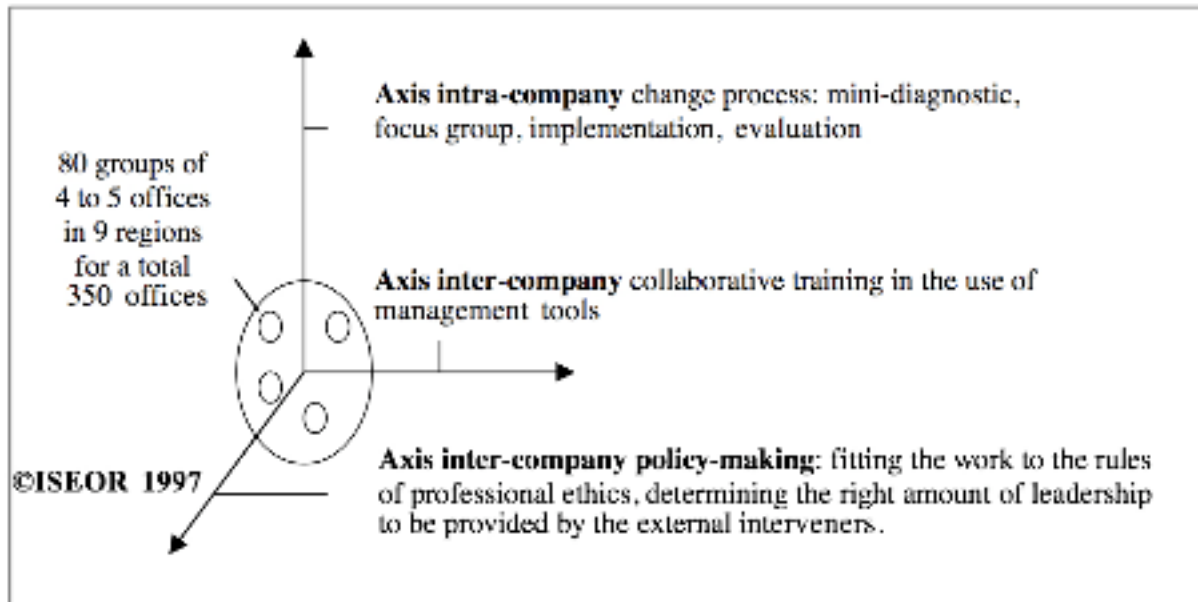 Axis intra-company change process: mini-diagnostic,
focus group, implementation, evaluation
80 groups of
4 to 5 offices
in 9 regions
for a total
350 offices
Axis inter-company collaborative training in the use of
management tools
©ISEOR 1997
Axis inter-company policy-making: fitting the work to the rules
of professional ethics, determining the right amount of leadership
to be provided by the external interveners.